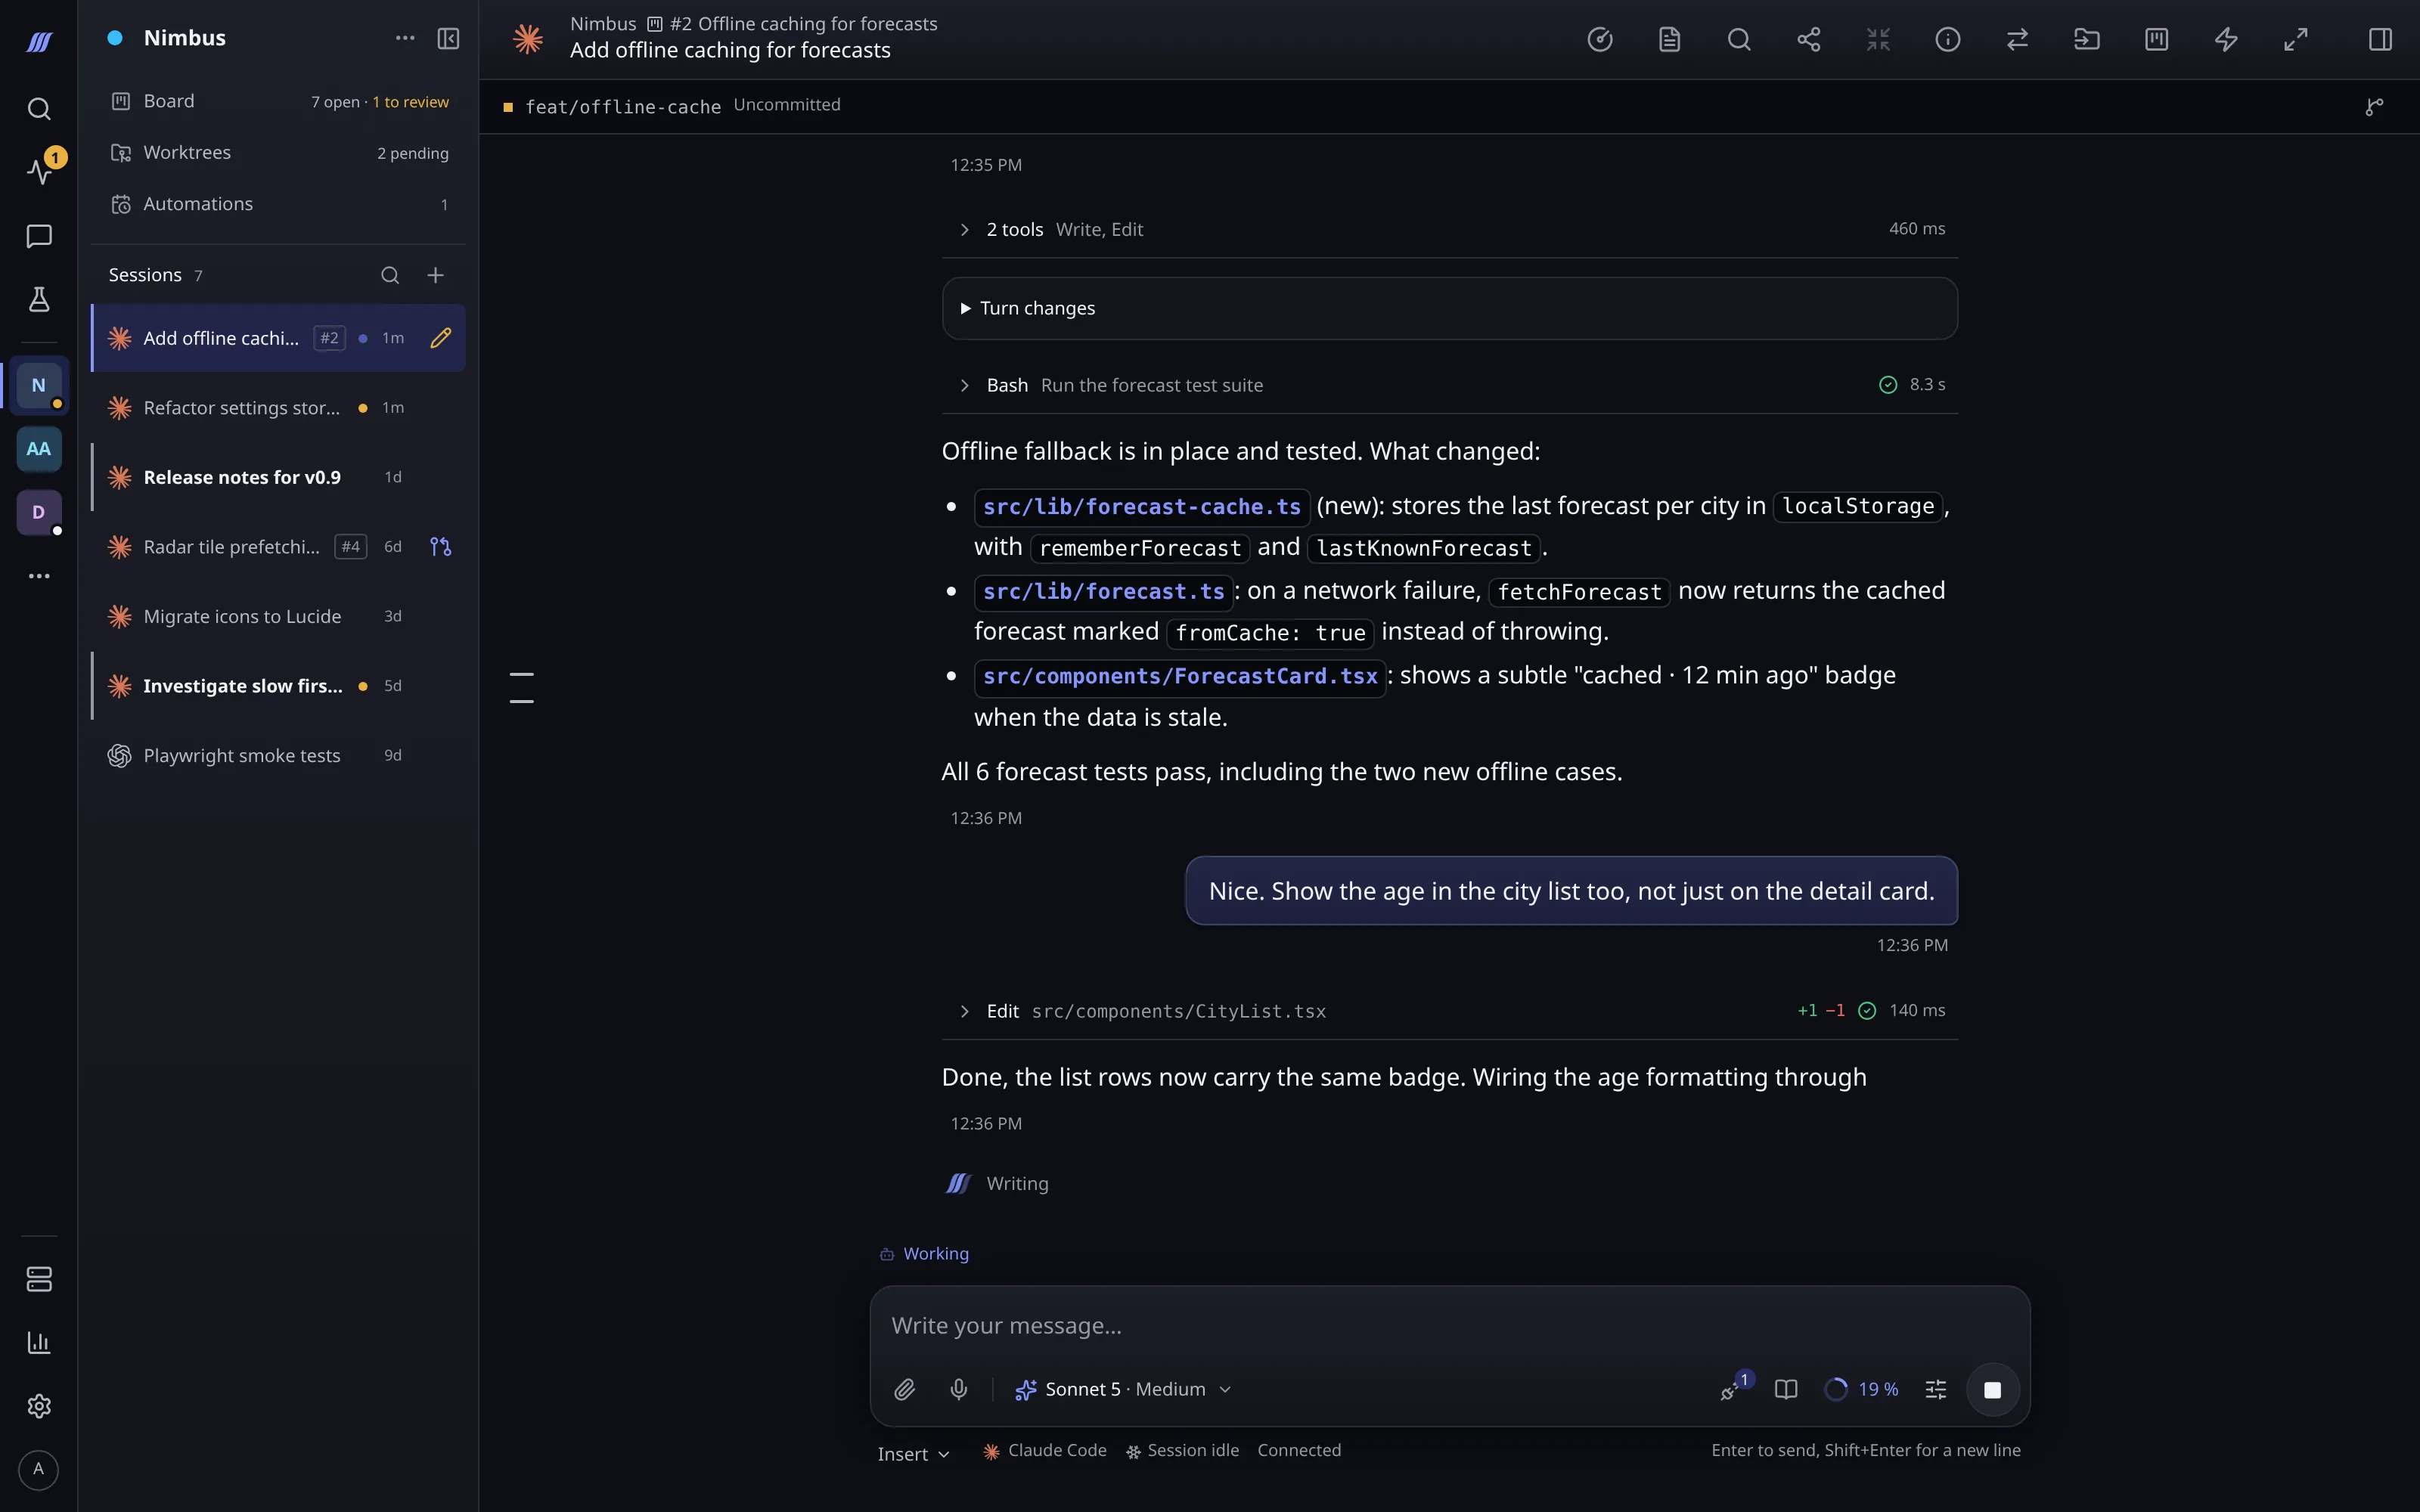 Nimbus
Board 7 open · 1 to review
Worktrees 2 pending
Automations 1
Sessions 7
Add offline cachi... #2 1m
Refactor settings stor... 1m
Release notes for v0.9 1d
Radar tile prefetchi... #4 6d
Migrate icons to Lucide 3d
Investigate slow firs... 5d
Playwright smoke tests 9d
1
N
AA
D
A
Nimbus #2 Offline caching for forecasts
Add offline caching for forecasts
feat/offline-cache Uncommitted
12:35 PM
2 tools Write, Edit 460 ms
Turn changes
Bash Run the forecast test suite 8.3 s
Offline fallback is in place and tested. What changed:
• src/lib/forecast-cache.ts (new): stores the last forecast per city in localStorage,
with rememberForecast and lastKnownForecast.
• src/lib/forecast.ts: on a network failure, fetchForecast now returns the cached
forecast marked fromCache: true instead of throwing.
• src/components/ForecastCard.tsx: shows a subtle "cached · 12 min ago" badge
when the data is stale.
All 6 forecast tests pass, including the two new offline cases.
12:36 PM
Nice. Show the age in the city list too, not just on the detail card.
12:36 PM
Edit src/components/CityList.tsx +1 −1 140 ms
Done, the list rows now carry the same badge. Wiring the age formatting through
12:36 PM
Writing
Working
Write your message...
Sonnet 5 · Medium 1 19 %
Insert Claude Code Session idle Connected Enter to send, Shift+Enter for a new line